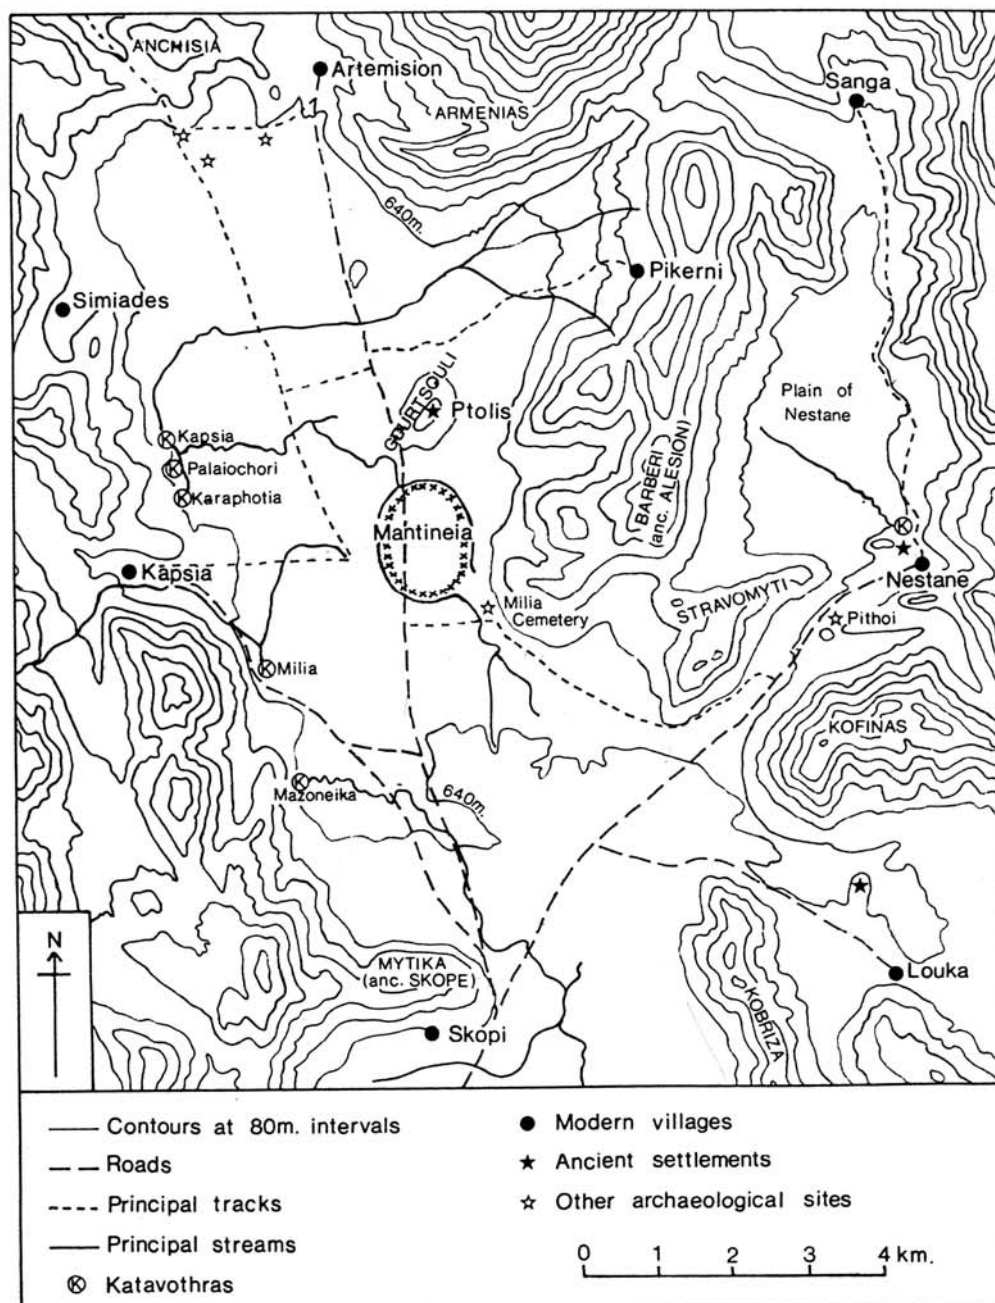 ANCHISIA
Artemision
ARMENIAS
Sanga
640m.
Pikerni
Simiades
Plain of
Nestane
GOURTSOULI
Ptolis
Kapsia
Palaiochori
Karaphotia
BARBERI
(anc. ALESION)
Mantineia
Kapsia
Nestane
STRAVOMYTI
Milia
Cemetery
Pithoi
Milia
KOFINAS
Mazoneika
640m.
N
MYTIKA
(anc. SKOPE)
Louka
KOBRIZA
Skopi
Contours at 80m. intervals
Roads
Principal tracks
Principal streams
K Katavothras
Modern villages
Ancient settlements
Other archaeological sites
0 1 2 3 4 km.